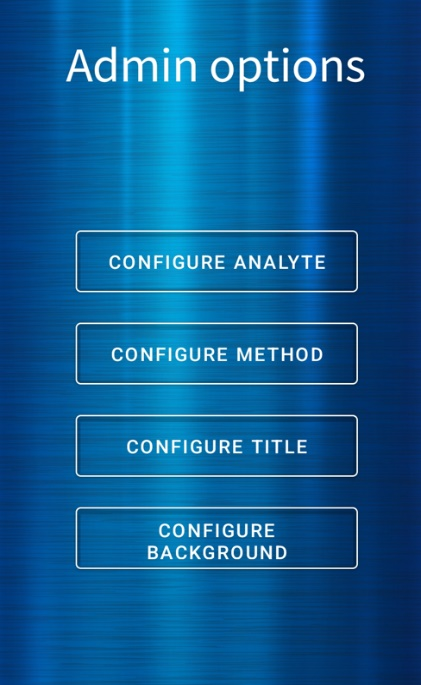 Admin options
CONFIGURE ANALYTE
CONFIGURE METHOD
CONFIGURE TITLE
CONFIGURE
BACKGROUND